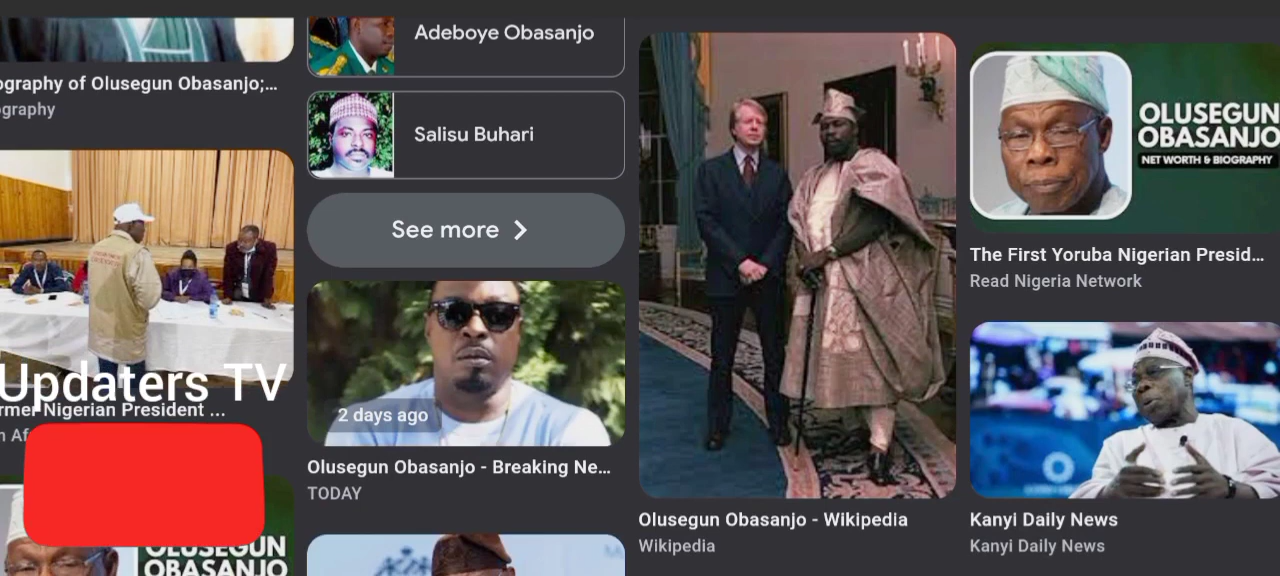 ography of Olusegun Obasanjo;...
ography
Updaters TV
rmer Nigerian President ...
n Af
OLUSEGUN
OBASANJO
Adeboye Obasanjo
Salisu Buhari
See more
2 days ago
Olusegun Obasanjo - Breaking Ne...
TODAY
Olusegun Obasanjo - Wikipedia
Wikipedia
OLUSEGUN
OBASANJO
NET WORTH & BIOGRAPHY
The First Yoruba Nigerian Presid...
Read Nigeria Network
Kanyi Daily News
Kanyi Daily News